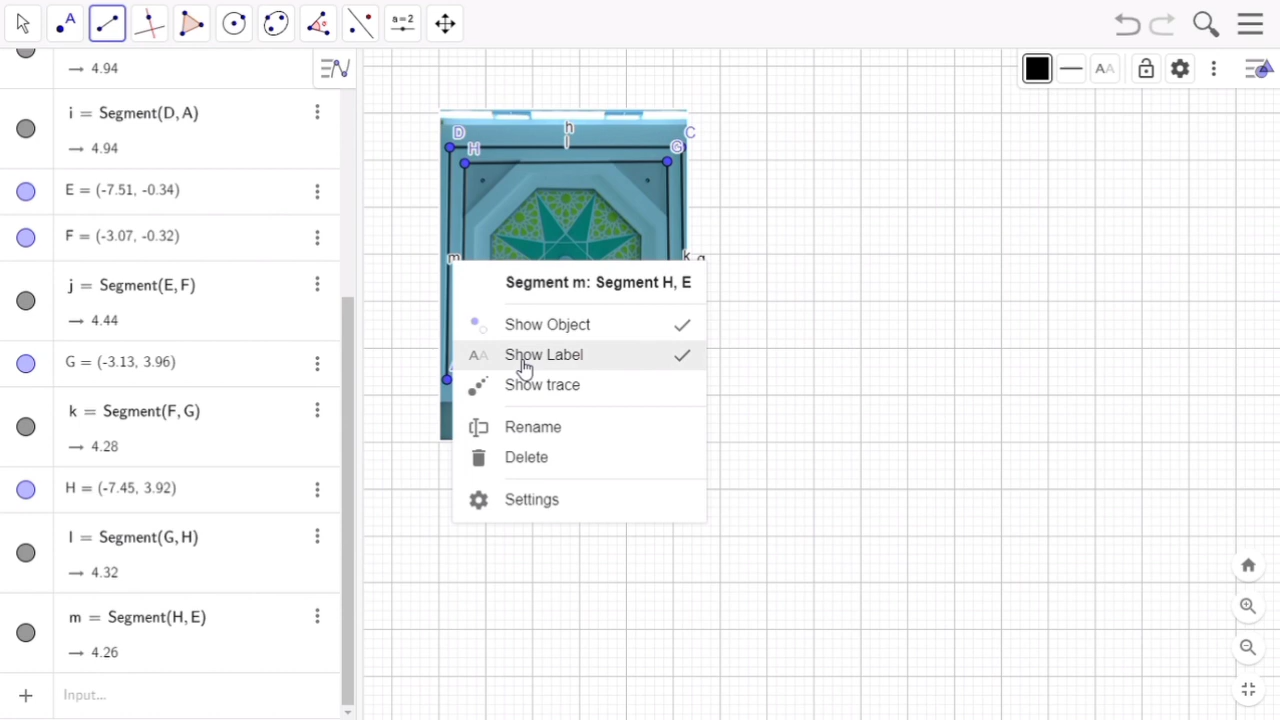 A
a=2
→ 4.94
i = Segment(D, A)
→ 4.94
E = (-7.51, -0.34)
F = (-3.07, -0.32)
j = Segment(E, F)
→ 4.44
G = (-3.13, 3.96)
k = Segment(F, G)
→ 4.28
H = (-7.45, 3.92)
l = Segment(G, H)
→ 4.32
m = Segment(H, E)
→ 4.26
+ Input...
AA
D h C
H l G
m k g
Segment m: Segment H, E
Show Object
AA Show Label
Show trace
Rename
Delete
Settings